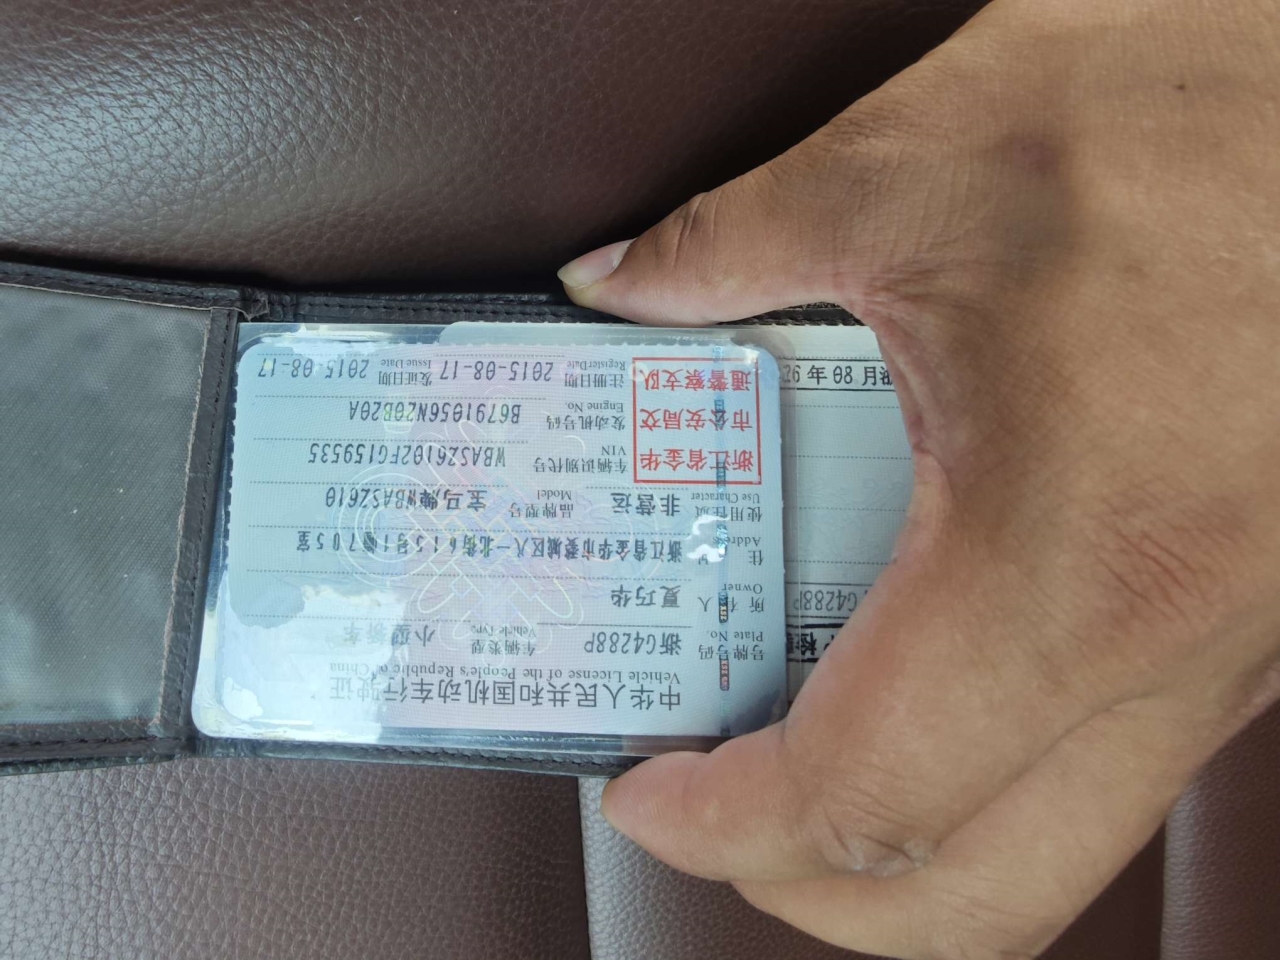 中华人民共和国机动车行驶证
Vehicle License of the People's Republic of China
号牌号码 Plate No. 浙G4288P 车辆类型 Vehicle Type 小型轿车
所有人 Owner 夏巧华
住址 Address 浙江省金华市婺城区八一北街615号1幢705室
使用性质 Use Character 非营运 品牌型号 Model 宝马牌WBASZ610
浙江省金华
市公安局交
通警察支队
车辆识别代号 VIN WBASZ6102FG159535
发动机号码 Engine No. B6791056N20B20A
注册日期 Register Date 2015-08-17 发证日期 Issue Date 2015-08-17
G4288P
26年08月浙